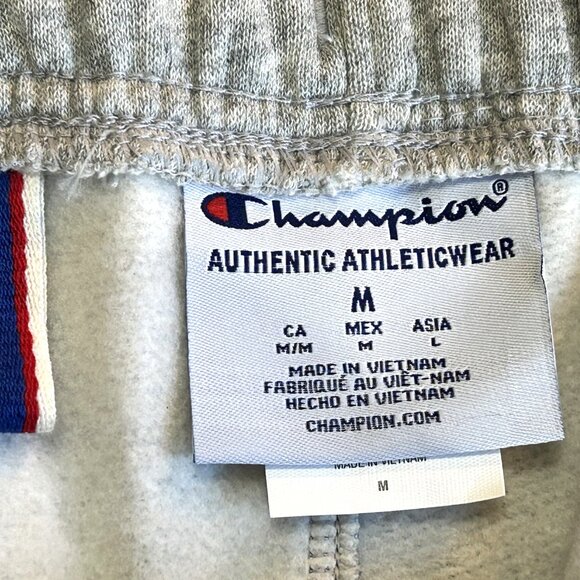 Champion®
AUTHENTIC ATHLETICWEAR
M
CA MEX ASIA
M/M M L
MADE IN VIETNAM
FABRIQUÉ AU VIÊT-NAM
HECHO EN VIETNAM
CHAMPION.COM
MADE IN VIETNAM
M